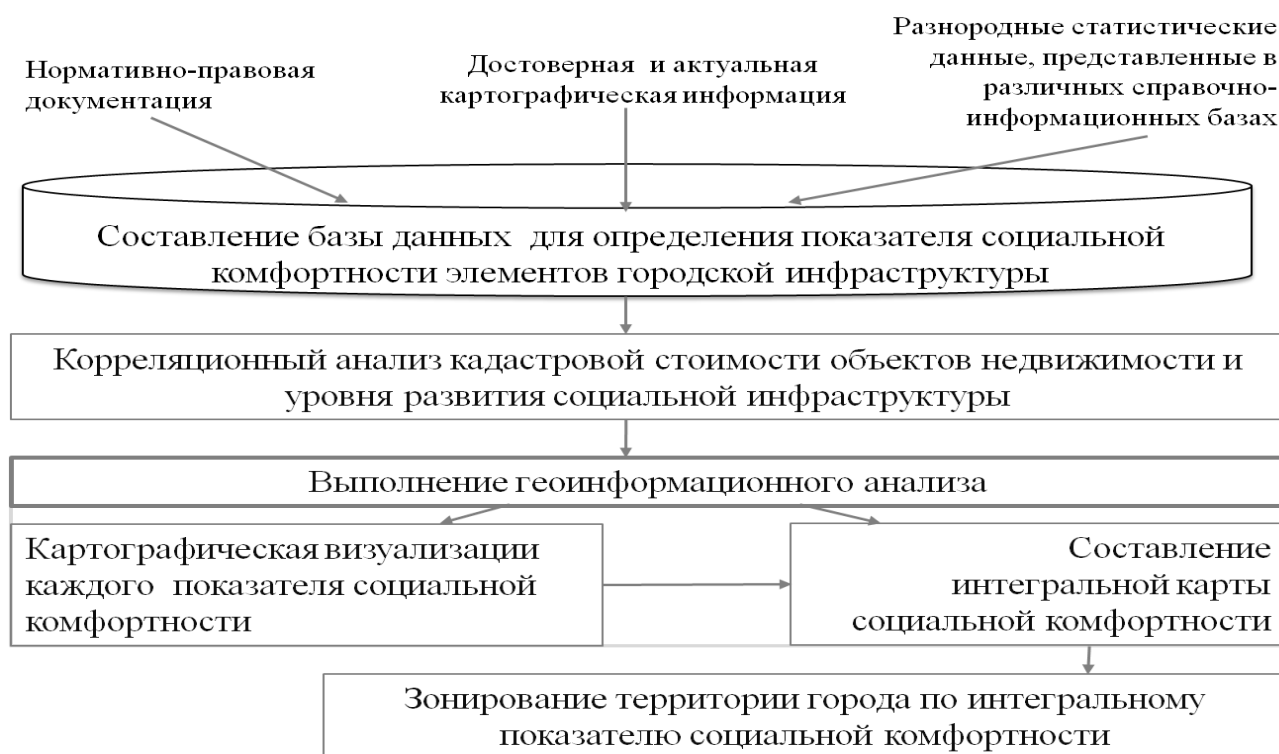 Нормативно-правовая
документация
Достоверная и актуальная
картографическая информация
Разнородные статистические
данные, представленные в
различных справочно-
информационных базах
Составление базы данных для определения показателя социальной
комфортности элементов городской инфраструктуры
Корреляционный анализ кадастровой стоимости объектов недвижимости и
уровня развития социальной инфраструктуры
Выполнение геоинформационного анализа
Картографическая визуализации
каждого показателя социальной
комфортности
Составление
интегральной карты
социальной комфортности
Зонирование территории города по интегральному
показателю социальной комфортности